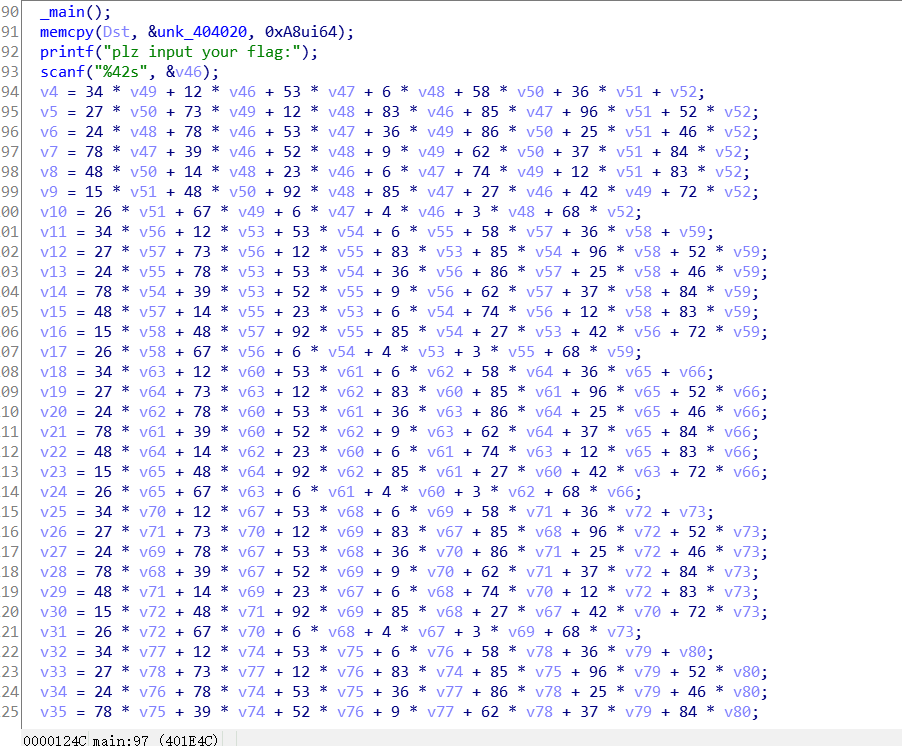 90 _main();
91 memcpy(Dst, &unk_404020, 0xA8ui64);
92 printf("plz input your flag:");
93 scanf("%42s", &v46);
94 v4 = 34 * v49 + 12 * v46 + 53 * v47 + 6 * v48 + 58 * v50 + 36 * v51 + v52;
95 v5 = 27 * v50 + 73 * v49 + 12 * v48 + 83 * v46 + 85 * v47 + 96 * v51 + 52 * v52;
96 v6 = 24 * v48 + 78 * v46 + 53 * v47 + 36 * v49 + 86 * v50 + 25 * v51 + 46 * v52;
97 v7 = 78 * v47 + 39 * v46 + 52 * v48 + 9 * v49 + 62 * v50 + 37 * v51 + 84 * v52;
98 v8 = 48 * v50 + 14 * v48 + 23 * v46 + 6 * v47 + 74 * v49 + 12 * v51 + 83 * v52;
99 v9 = 15 * v51 + 48 * v50 + 92 * v48 + 85 * v47 + 27 * v46 + 42 * v49 + 72 * v52;
00 v10 = 26 * v51 + 67 * v49 + 6 * v47 + 4 * v46 + 3 * v48 + 68 * v52;
01 v11 = 34 * v56 + 12 * v53 + 53 * v54 + 6 * v55 + 58 * v57 + 36 * v58 + v59;
02 v12 = 27 * v57 + 73 * v56 + 12 * v55 + 83 * v53 + 85 * v54 + 96 * v58 + 52 * v59;
03 v13 = 24 * v55 + 78 * v53 + 53 * v54 + 36 * v56 + 86 * v57 + 25 * v58 + 46 * v59;
04 v14 = 78 * v54 + 39 * v53 + 52 * v55 + 9 * v56 + 62 * v57 + 37 * v58 + 84 * v59;
05 v15 = 48 * v57 + 14 * v55 + 23 * v53 + 6 * v54 + 74 * v56 + 12 * v58 + 83 * v59;
06 v16 = 15 * v58 + 48 * v57 + 92 * v55 + 85 * v54 + 27 * v53 + 42 * v56 + 72 * v59;
07 v17 = 26 * v58 + 67 * v56 + 6 * v54 + 4 * v53 + 3 * v55 + 68 * v59;
08 v18 = 34 * v63 + 12 * v60 + 53 * v61 + 6 * v62 + 58 * v64 + 36 * v65 + v66;
09 v19 = 27 * v64 + 73 * v63 + 12 * v62 + 83 * v60 + 85 * v61 + 96 * v65 + 52 * v66;
10 v20 = 24 * v62 + 78 * v60 + 53 * v61 + 36 * v63 + 86 * v64 + 25 * v65 + 46 * v66;
11 v21 = 78 * v61 + 39 * v60 + 52 * v62 + 9 * v63 + 62 * v64 + 37 * v65 + 84 * v66;
12 v22 = 48 * v64 + 14 * v62 + 23 * v60 + 6 * v61 + 74 * v63 + 12 * v65 + 83 * v66;
13 v23 = 15 * v65 + 48 * v64 + 92 * v62 + 85 * v61 + 27 * v60 + 42 * v63 + 72 * v66;
14 v24 = 26 * v65 + 67 * v63 + 6 * v61 + 4 * v60 + 3 * v62 + 68 * v66;
15 v25 = 34 * v70 + 12 * v67 + 53 * v68 + 6 * v69 + 58 * v71 + 36 * v72 + v73;
16 v26 = 27 * v71 + 73 * v70 + 12 * v69 + 83 * v67 + 85 * v68 + 96 * v72 + 52 * v73;
17 v27 = 24 * v69 + 78 * v67 + 53 * v68 + 36 * v70 + 86 * v71 + 25 * v72 + 46 * v73;
18 v28 = 78 * v68 + 39 * v67 + 52 * v69 + 9 * v70 + 62 * v71 + 37 * v72 + 84 * v73;
19 v29 = 48 * v71 + 14 * v69 + 23 * v67 + 6 * v68 + 74 * v70 + 12 * v72 + 83 * v73;
20 v30 = 15 * v72 + 48 * v71 + 92 * v69 + 85 * v68 + 27 * v67 + 42 * v70 + 72 * v73;
21 v31 = 26 * v72 + 67 * v70 + 6 * v68 + 4 * v67 + 3 * v69 + 68 * v73;
22 v32 = 34 * v77 + 12 * v74 + 53 * v75 + 6 * v76 + 58 * v78 + 36 * v79 + v80;
23 v33 = 27 * v78 + 73 * v77 + 12 * v76 + 83 * v74 + 85 * v75 + 96 * v79 + 52 * v80;
24 v34 = 24 * v76 + 78 * v74 + 53 * v75 + 36 * v77 + 86 * v78 + 25 * v79 + 46 * v80;
25 v35 = 78 * v75 + 39 * v74 + 52 * v76 + 9 * v77 + 62 * v78 + 37 * v79 + 84 * v80;
0000124C main:97 (401E4C)